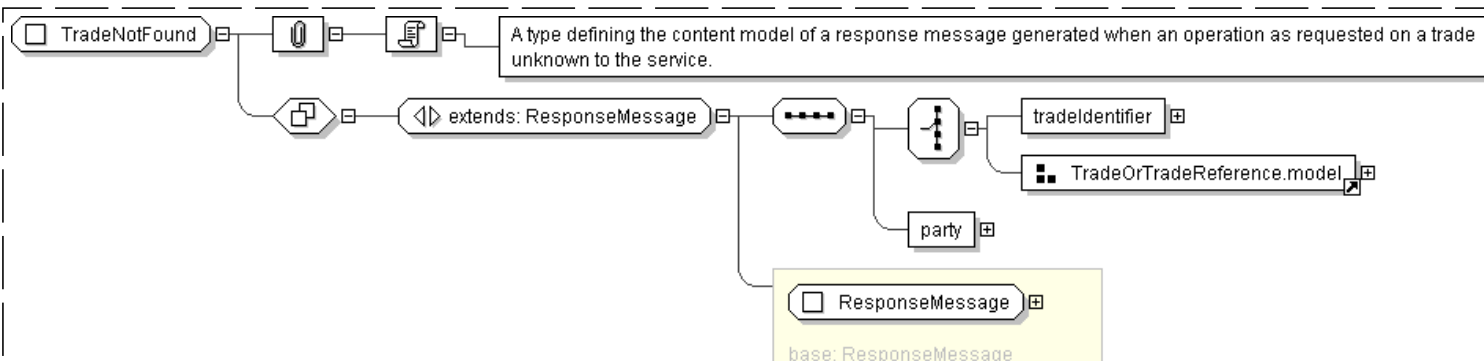 TradeNotFound
A type defining the content model of a response message generated when an operation as requested on a trade
unknown to the service.
extends: ResponseMessage
tradeIdentifier
TradeOrTradeReference.model
party
ResponseMessage
base: ResponseMessage